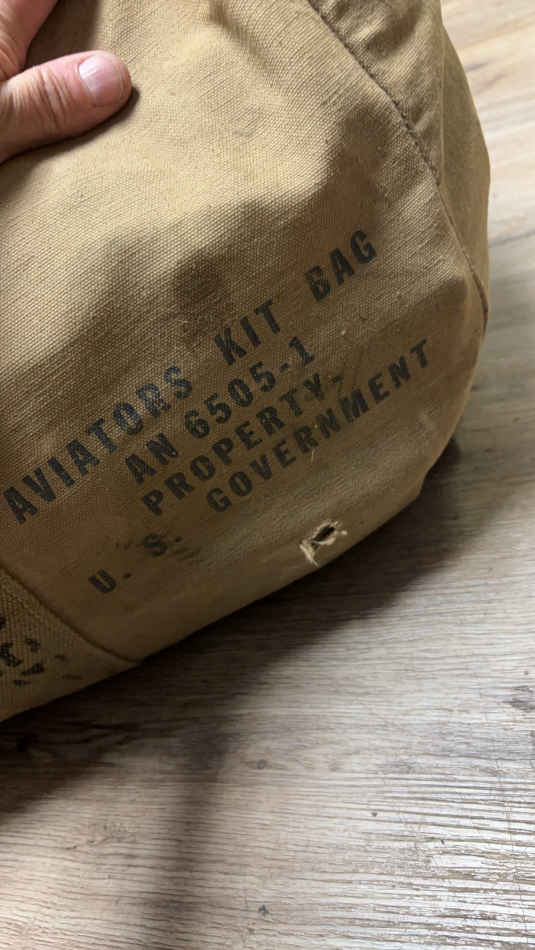 AVIATORS KIT BAG
AN 6505-1
PROPERTY-
U. S. GOVERNMENT